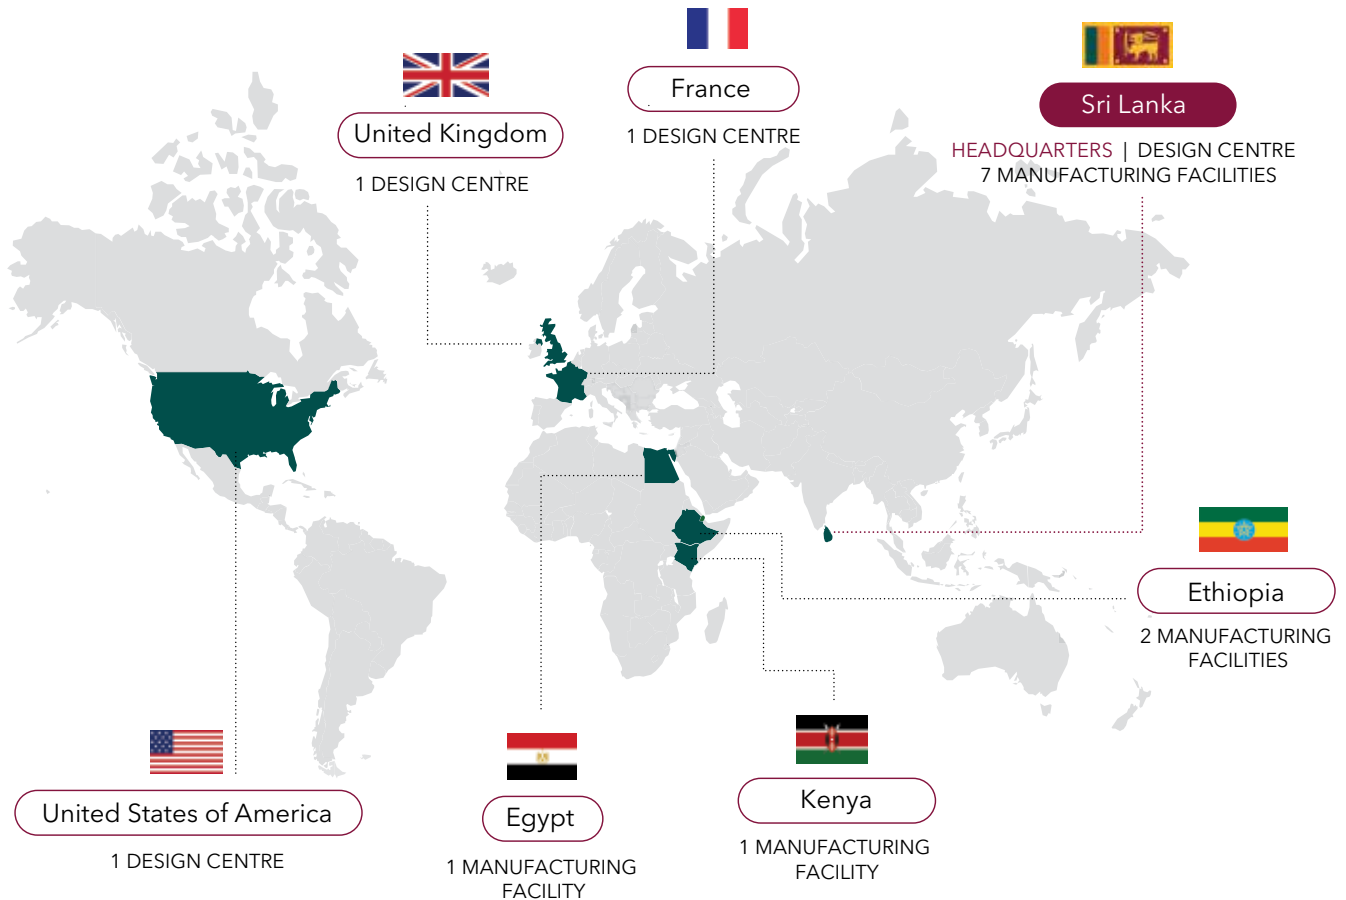 France
1 DESIGN CENTRE
United Kingdom
1 DESIGN CENTRE
Sri Lanka
HEADQUARTERS | DESIGN CENTRE
7 MANUFACTURING FACILITIES
Ethiopia
2 MANUFACTURING
FACILITIES
United States of America
1 DESIGN CENTRE
Egypt
1 MANUFACTURING
FACILITY
Kenya
1 MANUFACTURING
FACILITY